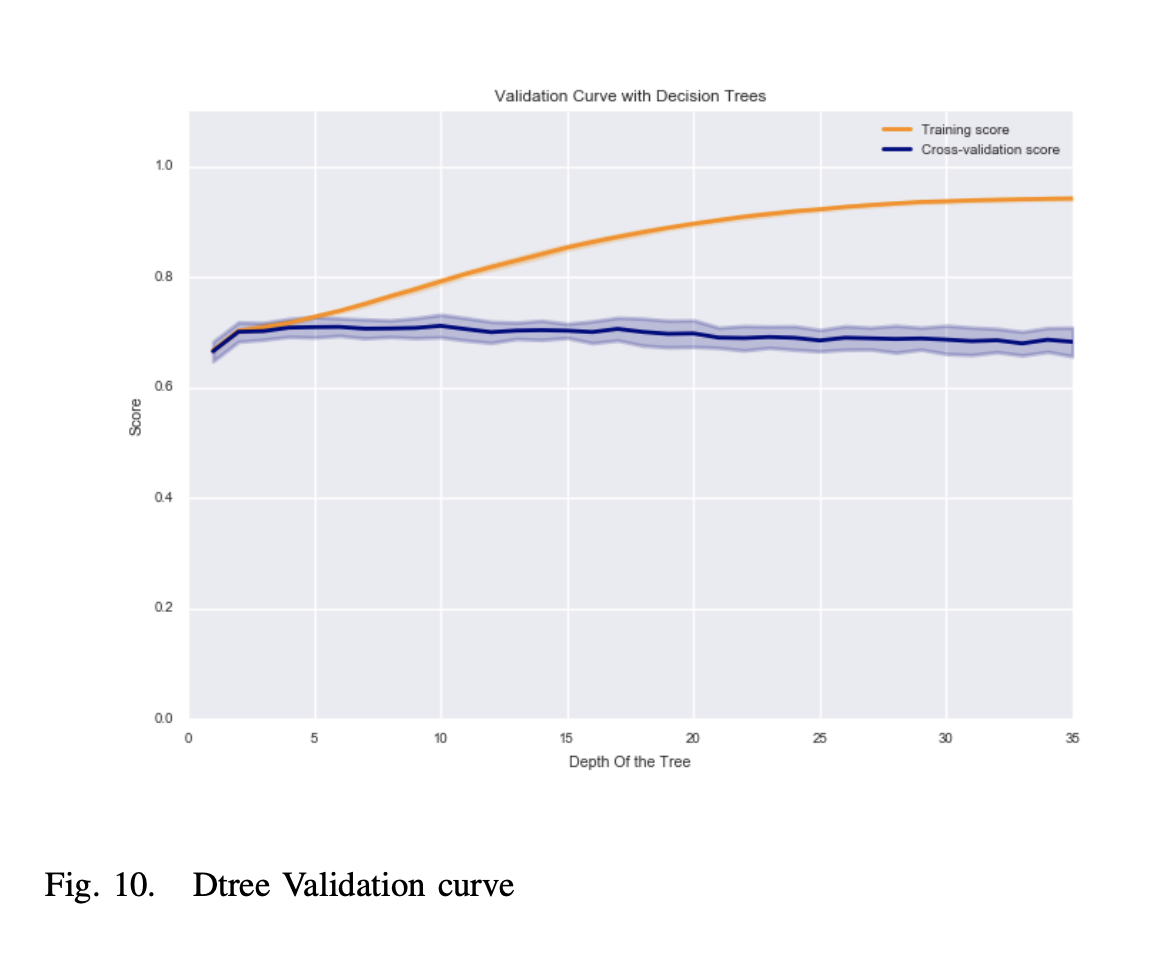 Validation Curve with Decision Trees
Training score
Cross-validation score
1.0
0.8
0.6
0.4
0.2
0.0
Score
0 5 10 15 20 25 30 35
Depth Of the Tree
Fig. 10. Dtree Validation curve